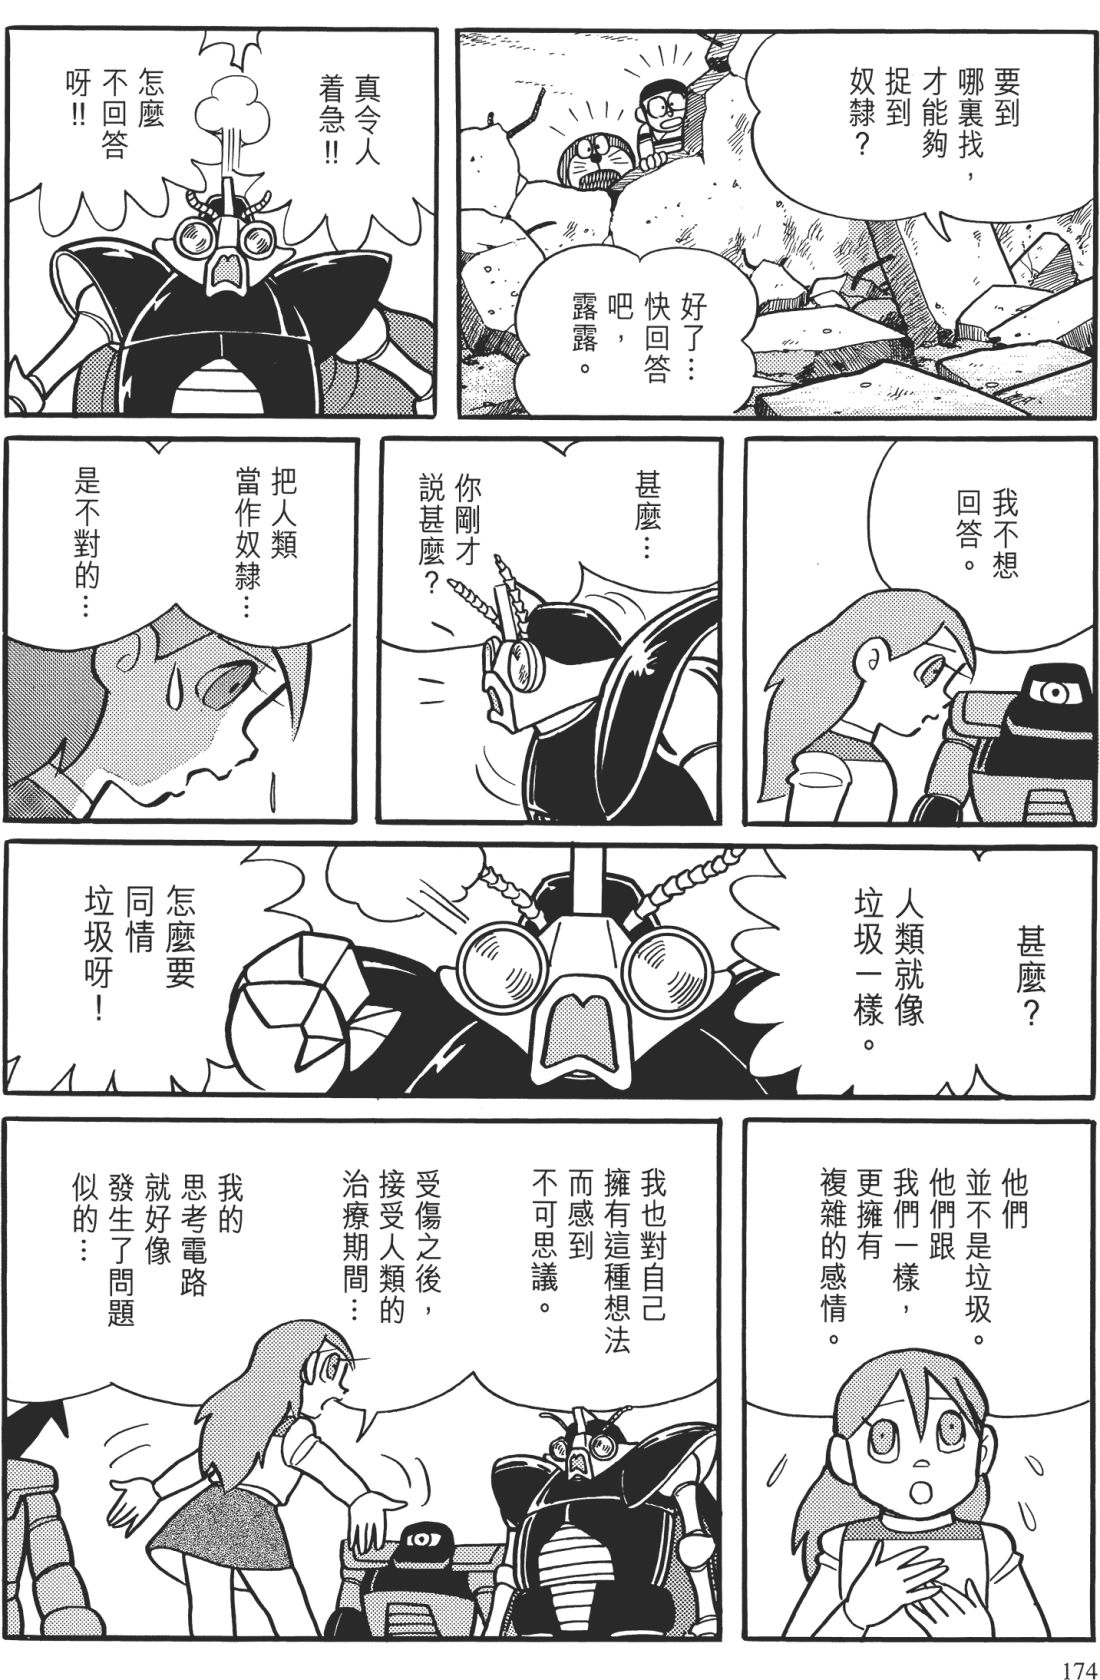 要到
哪裏找，
才能夠
捉到
奴隸？
好了…
快回答
吧，
露露。
真令人
着急!!
怎麼
不回答
呀!!
我不想
回答。
甚麼…
你剛才
説甚麼？
把人類
當作奴隸…
是不對的…
甚麼？
人類就像
垃圾一樣。
怎麼要
同情
垃圾呀！
他們
並不是垃圾。
他們跟
我們一樣，
更擁有
複雜的感情。
我也對自己
擁有這種想法
而感到
不可思議。
受傷之後，
接受人類的
治療期間…
我的
思考電路
就好像
發生了問題
似的…
174